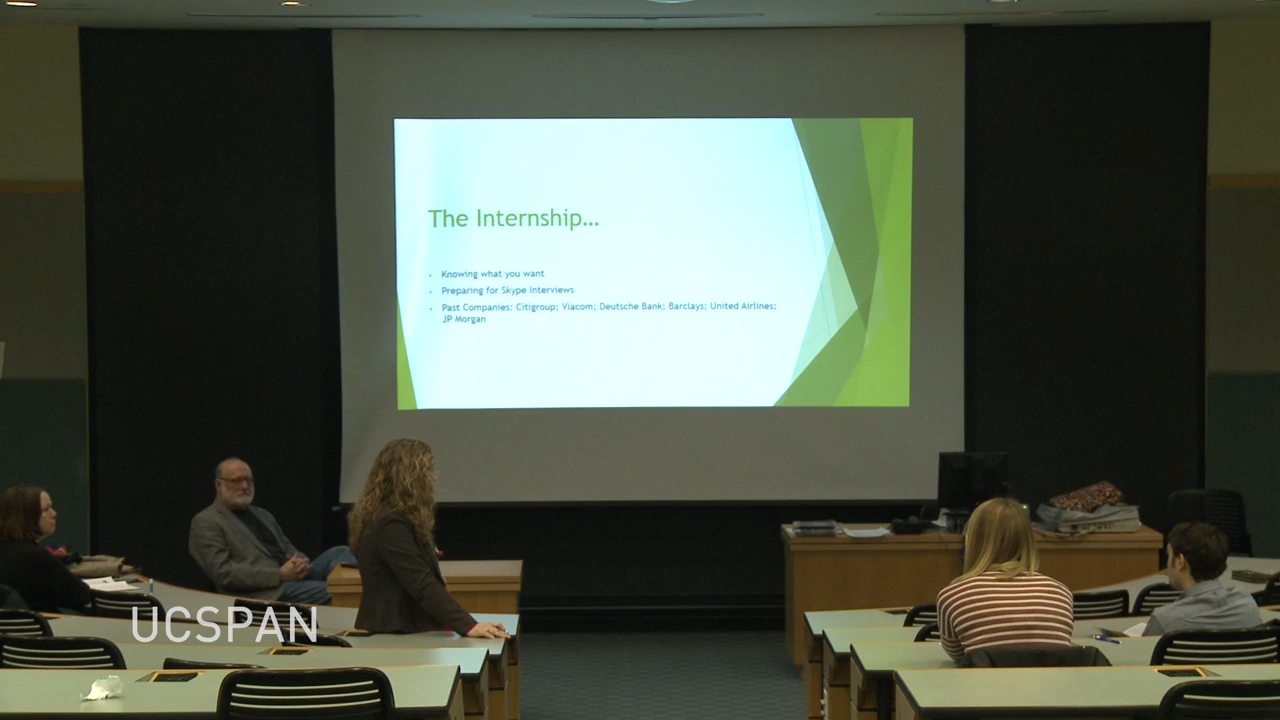 The Internship...
Knowing what you want
Preparing for Skype Interviews
Past Companies: Citigroup; Viacom; Deutsche Bank; Barclays; United Airlines;
JP Morgan
UCSPAN